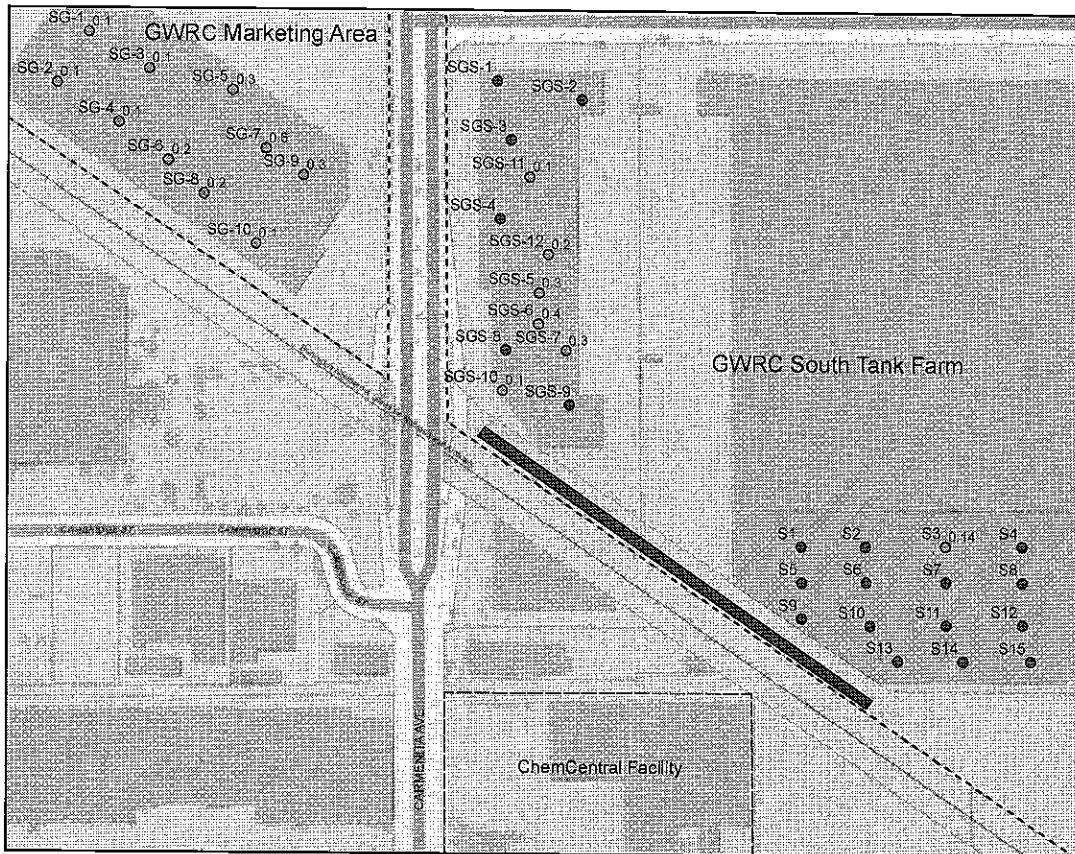 SG-1 0.1
GWRC Marketing Area
SG-2 0.1
SG-3 0.1
SG-5 0.3
SG-4 0.1
SG-6 0.2
SG-7 0.6
SG-8 0.2
SG-9 0.3
SG-10 0.1
SGS-1
SGS-2
SGS-3
SGS-11 0.1
SGS-4
SGS-12 0.2
SGS-5 0.3
SGS-6 0.4
SGS-8
SGS-7 0.3
SGS-10 0.1
SGS-9
GWRC South Tank Farm
S1
S2
S3 0.14
S4
S5
S6
S7
S8
S9
S10
S11
S12
S13
S14
S15
CARMENITA AVE
ChemCentral Facility